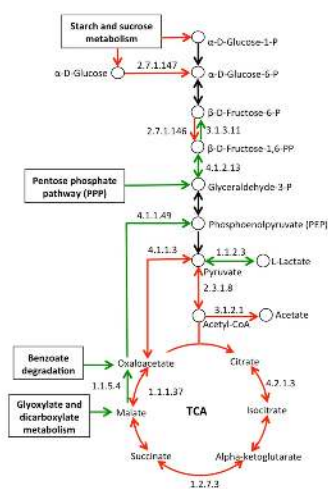 Starch and sucrose
metabolism
α-D-Glucose-1-P
2.7.1.147
α-D-Glucose
α-D-Glucose-6-P
β-D-Fructose-6-P
2.7.1.146
3.1.3.11
β-D-Fructose-1,6-PP
4.1.2.13
Pentose phosphate
pathway (PPP)
Glyceraldehyde-3-P
4.1.1.49
Phosphoenolpyruvate (PEP)
4.1.1.3
1.1.2.3
L-Lactate
Pyruvate
2.3.1.8
3.1.2.1
Acetate
Acetyl-CoA
Benzoate
degradation
Oxaloacetate
Citrate
1.1.5.4
1.1.1.37
4.2.1.3
Glyoxylate and
dicarboxylate
metabolism
Malate
TCA
Isocitrate
Succinate
Alpha-ketoglutarate
1.2.7.3